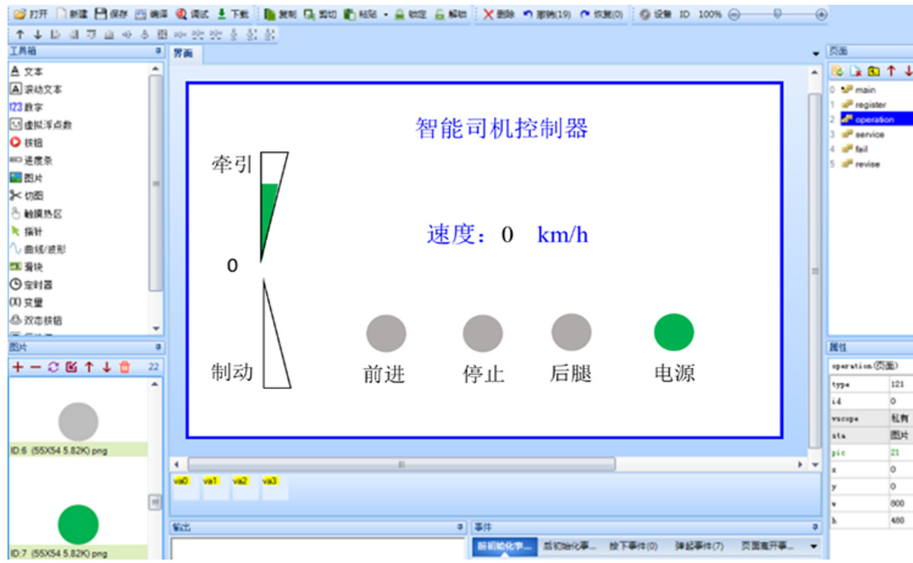 打开 新建 保存 编译 调试 下载 复制 剪切 粘贴 锁定 解锁 删除 撤销(19) 恢复(0) 设备 ID 100%
工具箱
界面
页面
文本
滚动文本
数字
虚拟浮点数
按钮
进度条
图片
切图
触摸热区
指针
曲线/波形
滑块
定时器
变量
双态按钮
0 main
1 register
2 operation
3 service
4 fail
5 revise
智能司机控制器
牵引
速度：0 km/h
0
制动
前进
停止
后腿
电源
图片
22
ID:6 (55X54 5.82K) png
ID:7 (55X54 5.82K) png
va0 va1 va2 va3
输出
事件
前初始化事... 后初始化事... 按下事件(0) 弹起事件(7) 页面离开事...
属性
operation(页面)
type 121
id 0
vscope 私有
sta 图片
pic 21
x 0
y 0
w 800
h 480